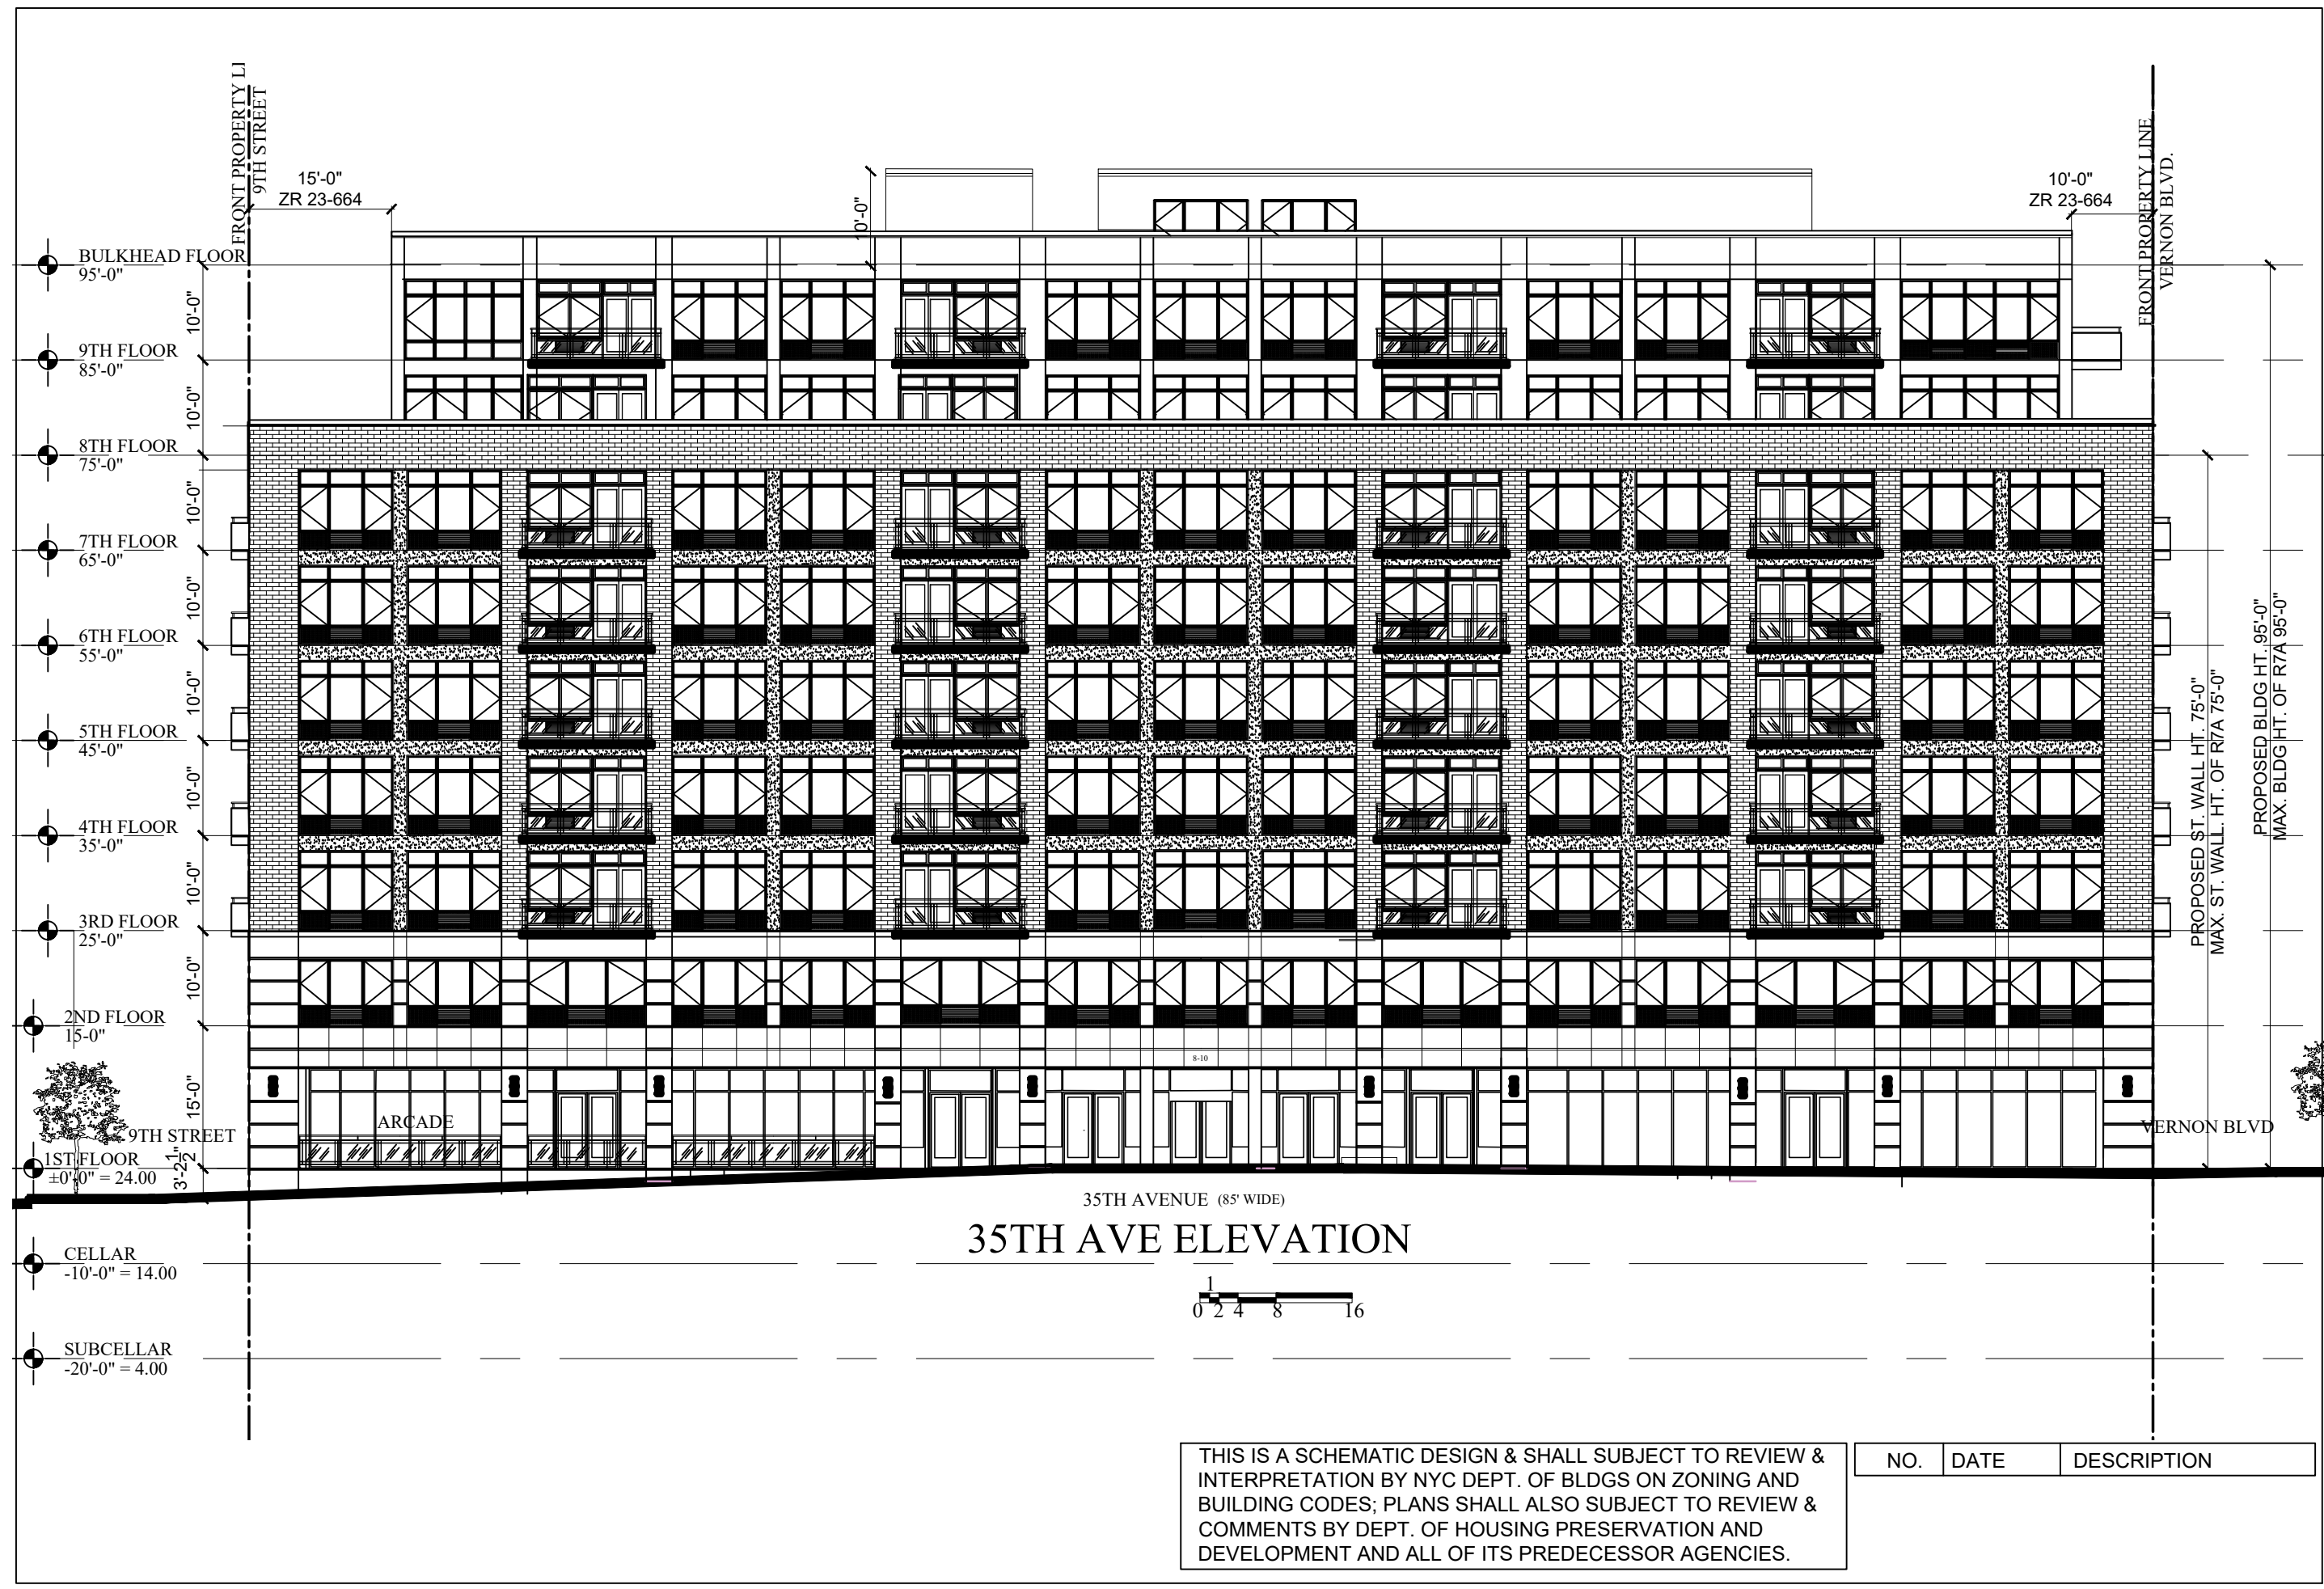 FRONT PROPERTY LI
9TH STREET
15'-0"
ZR 23-664
10'-0"
10'-0"
ZR 23-664
FRONT PROPERTY LINE
VERNON BLVD.
BULKHEAD FLOOR
95'-0"
10'-0"
9TH FLOOR
85'-0"
10'-0"
8TH FLOOR
75'-0"
10'-0"
7TH FLOOR
65'-0"
10'-0"
6TH FLOOR
55'-0"
10'-0"
5TH FLOOR
45'-0"
10'-0"
4TH FLOOR
35'-0"
10'-0"
3RD FLOOR
25'-0"
10'-0"
2ND FLOOR
15-0"
15'-0"
PROPOSED ST. WALL HT. 75'-0"
MAX. ST. WALL. HT. OF R7A 75'-0"
PROPOSED BLDG HT. 95'-0"
MAX. BLDG HT. OF R7A 95'-0"
8-10
ARCADE
9TH STREET
VERNON BLVD
1ST FLOOR
±0'-0" = 24.00
3'-2 1/2"
35TH AVENUE (85' WIDE)
35TH AVE ELEVATION
CELLAR
-10'-0" = 14.00
1
0 2 4 8 16
SUBCELLAR
-20'-0" = 4.00
THIS IS A SCHEMATIC DESIGN & SHALL SUBJECT TO REVIEW &
INTERPRETATION BY NYC DEPT. OF BLDGS ON ZONING AND
BUILDING CODES; PLANS SHALL ALSO SUBJECT TO REVIEW &
COMMENTS BY DEPT. OF HOUSING PRESERVATION AND
DEVELOPMENT AND ALL OF ITS PREDECESSOR AGENCIES.
NO. DATE DESCRIPTION